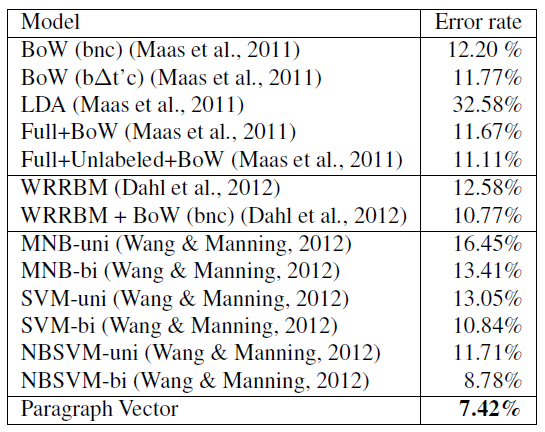 Model Error rate
BoW (bnc) (Maas et al., 2011) 12.20 %
BoW (bΔt’c) (Maas et al., 2011) 11.77%
LDA (Maas et al., 2011) 32.58%
Full+BoW (Maas et al., 2011) 11.67%
Full+Unlabeled+BoW (Maas et al., 2011) 11.11%
WRRBM (Dahl et al., 2012) 12.58%
WRRBM + BoW (bnc) (Dahl et al., 2012) 10.77%
MNB-uni (Wang & Manning, 2012) 16.45%
MNB-bi (Wang & Manning, 2012) 13.41%
SVM-uni (Wang & Manning, 2012) 13.05%
SVM-bi (Wang & Manning, 2012) 10.84%
NBSVM-uni (Wang & Manning, 2012) 11.71%
NBSVM-bi (Wang & Manning, 2012) 8.78%
Paragraph Vector 7.42%